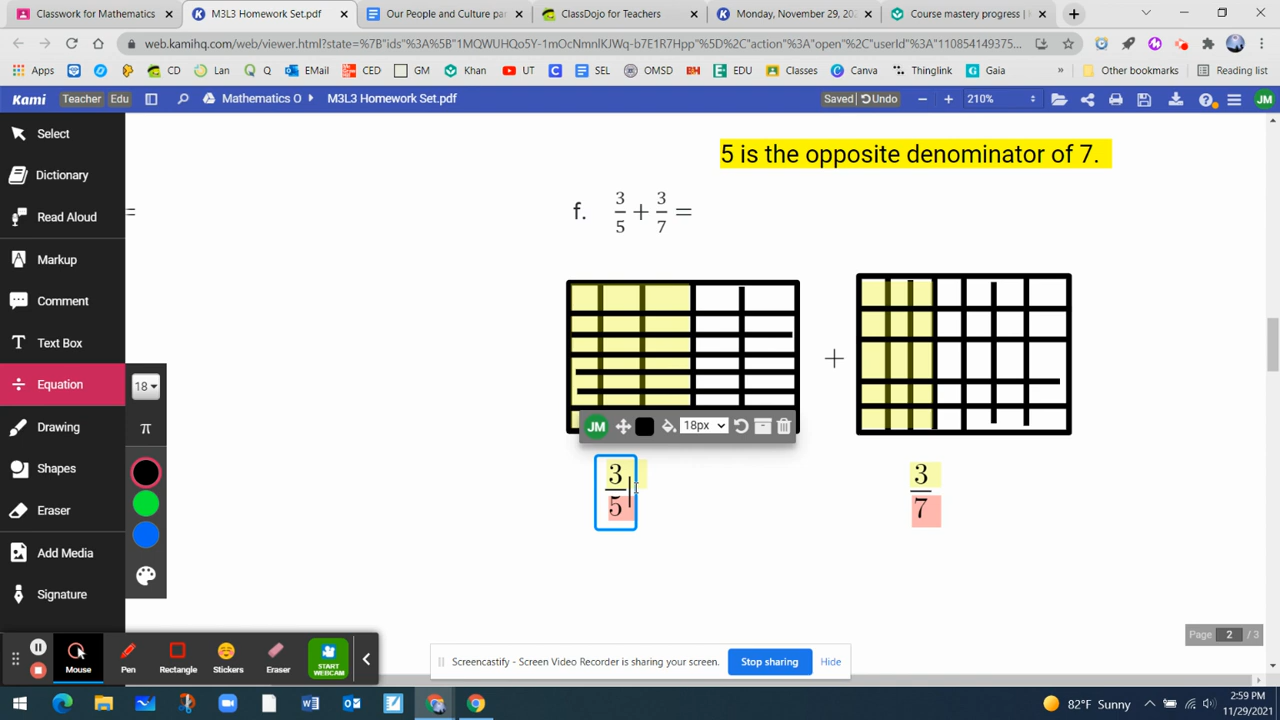 Classwork for Mathematics
M3L3 Homework Set.pdf
Our People and Culture par
ClassDojo for Teachers
Monday, November 29, 202
Course mastery progress | K
web.kamihq.com/web/viewer.html?state=%7B"ids"%3A%5B"1MOWUHQo5Y-1mOcNmnlKJWq-b7E1R7Hpp"%5D%2C"action"%3A"open"%2C"userId"%3A"110854149375...
Apps
CD
Lan
O
EMail
CED
GM
Khan
UT
C
SEL
OMSD
BM
EDU
Classes
Canva
Thinglink
Gaia
Other bookmarks
Reading list
Kami
Teacher
Edu
Mathematics O
M3L3 Homework Set.pdf
Saved
Undo
210%
JM
Select
Dictionary
Read Aloud
Markup
Comment
Text Box
Equation
Drawing
Shapes
Eraser
Add Media
Signature
18
π
=
5 is the opposite denominator of 7.
f. 3/5 + 3/7 =
+
JM
18px
3/5
3/7
Page 2 / 3
Mouse
Pen
Rectangle
Stickers
Eraser
START WEBCAM
Screencastify - Screen Video Recorder is sharing your screen.
Stop sharing
Hide
82°F Sunny
2:59 PM
11/29/2021